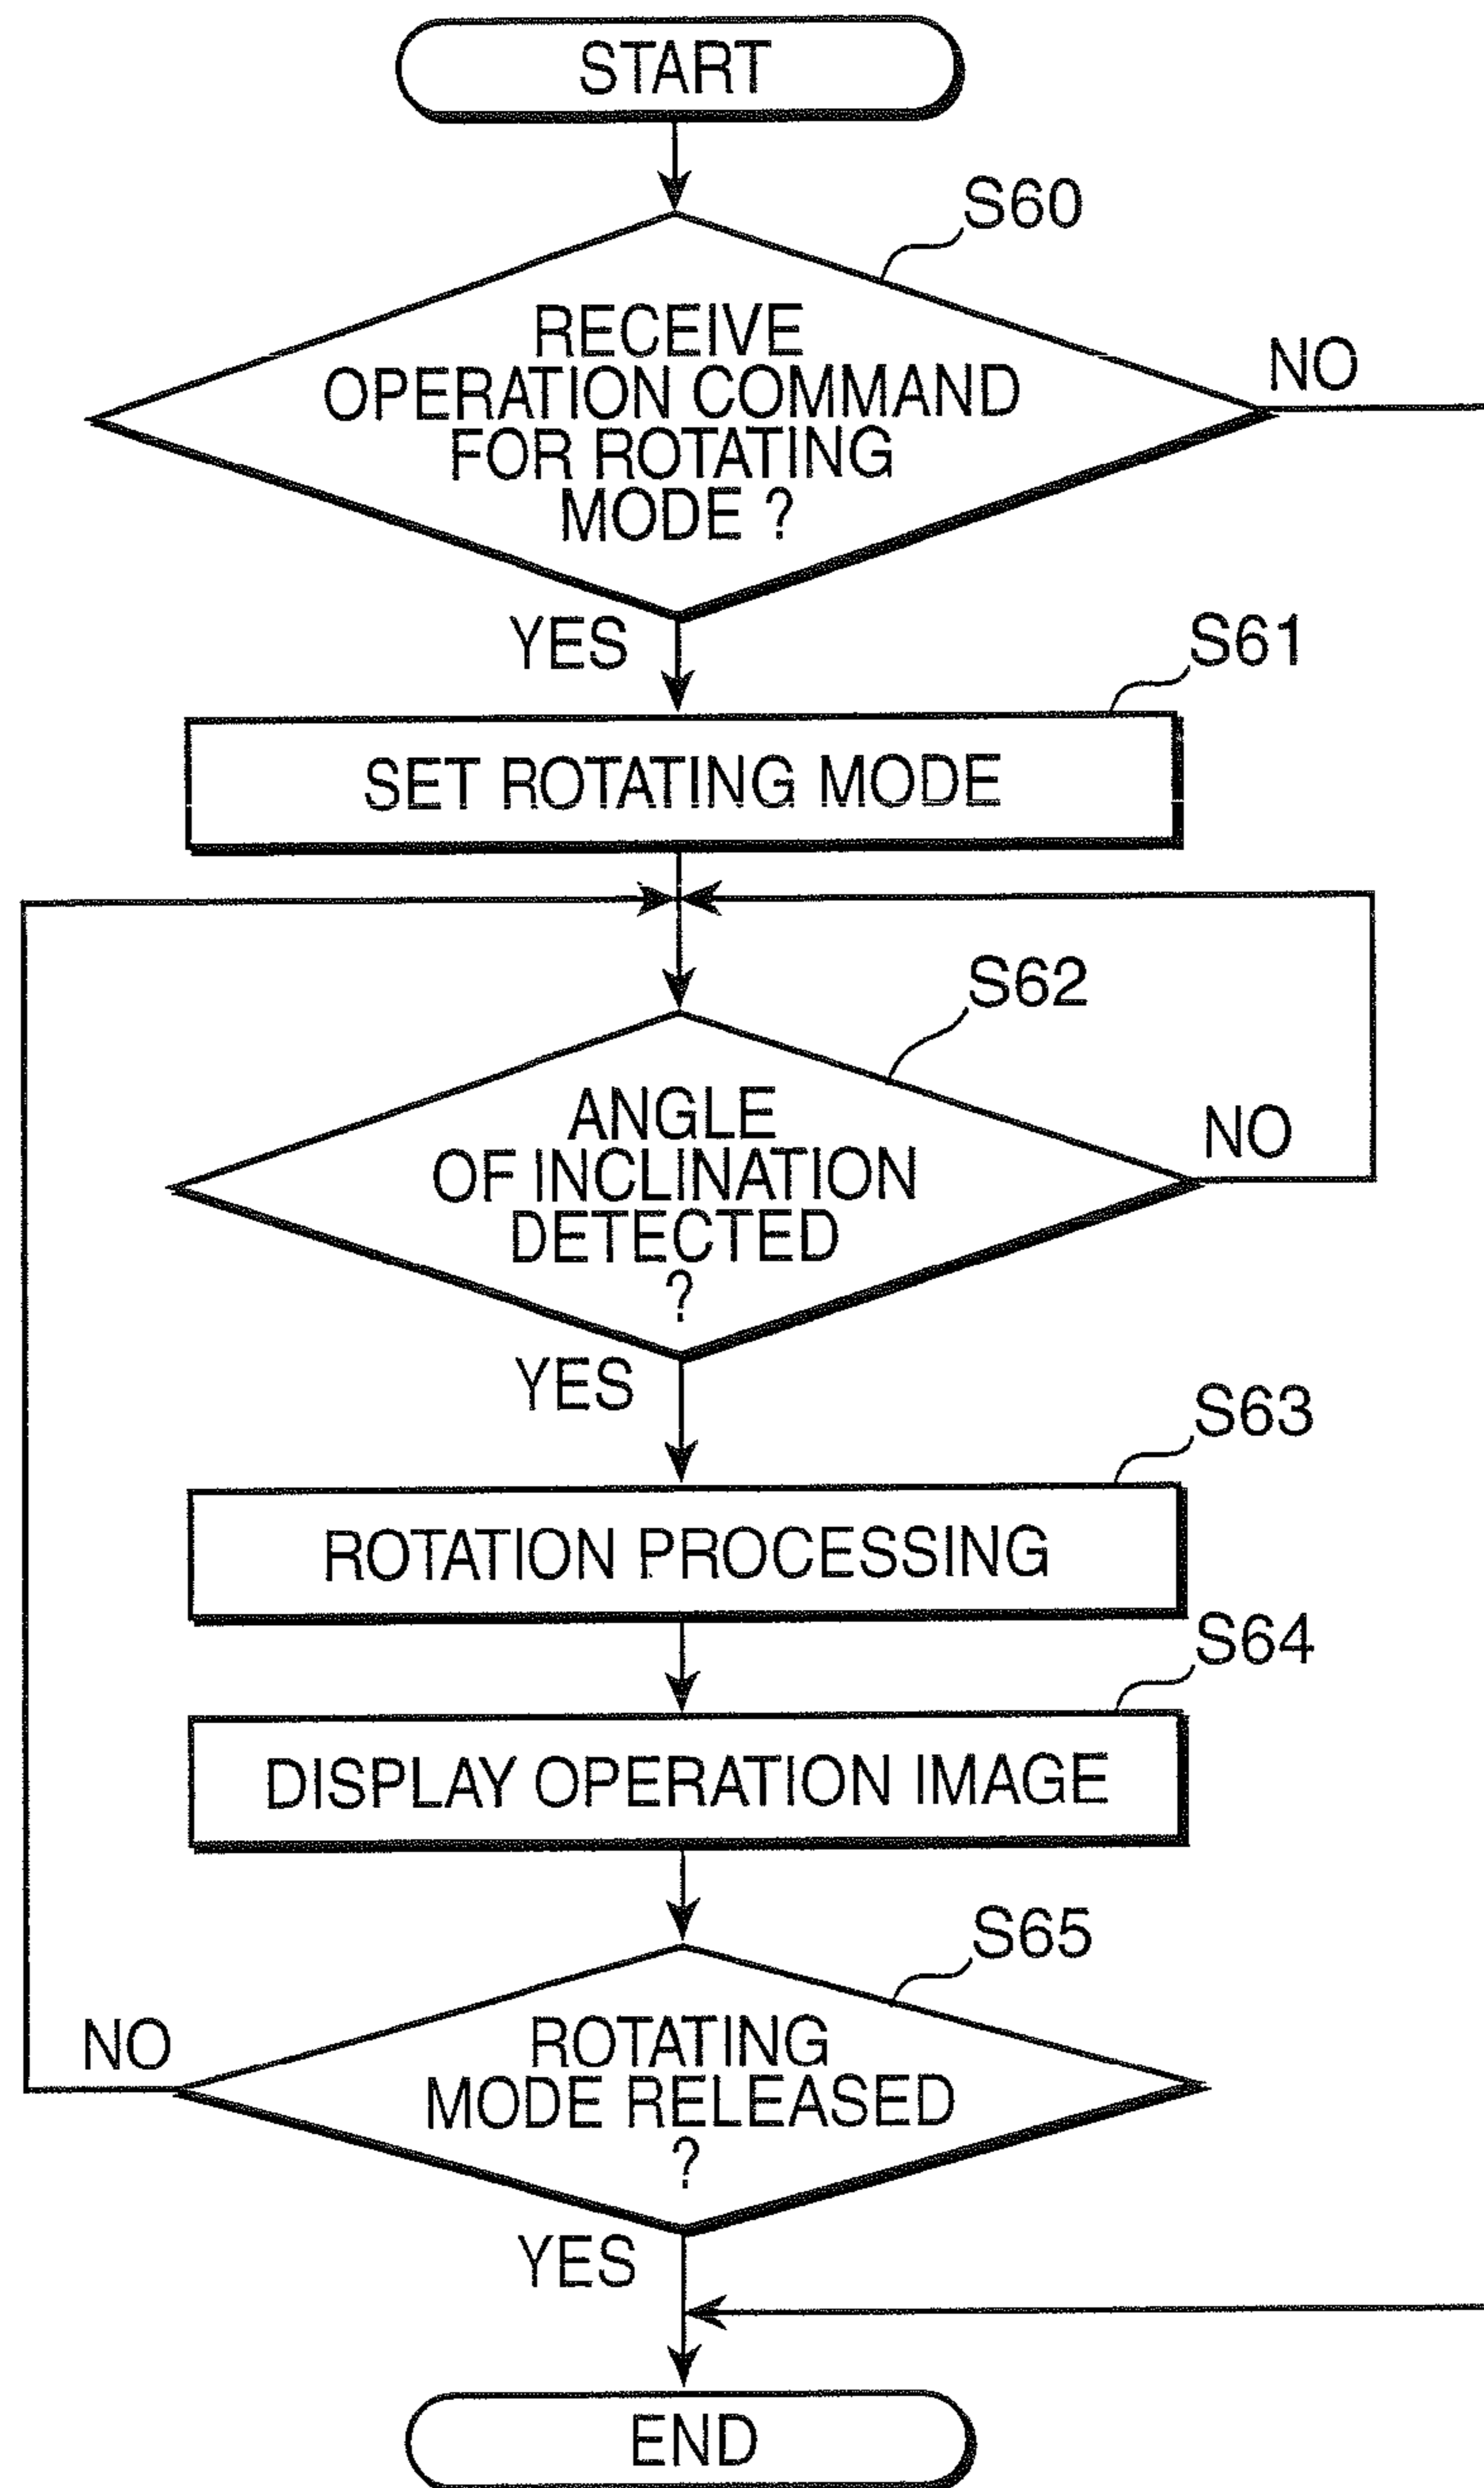 START
S60
RECEIVE
OPERATION COMMAND
FOR ROTATING
MODE ?
NO
YES
S61
SET ROTATING MODE
S62
ANGLE
OF INCLINATION
DETECTED
?
NO
YES
S63
ROTATION PROCESSING
S64
DISPLAY OPERATION IMAGE
S65
ROTATING
MODE RELEASED
?
NO
YES
END